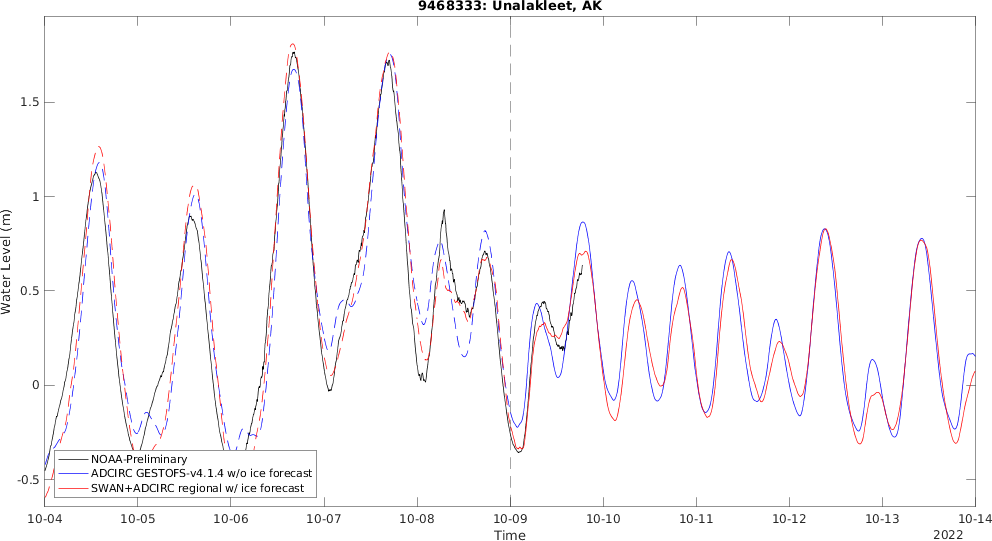 9468333: Unalakleet, AK
Water Level (m)
1.5
1
0.5
0
-0.5
NOAA-Preliminary
ADCIRC GESTOFS-v4.1.4 w/o ice forecast
SWAN+ADCIRC regional w/ ice forecast
10-04 10-05 10-06 10-07 10-08 10-09 10-10 10-11 10-12 10-13 10-14
Time
2022